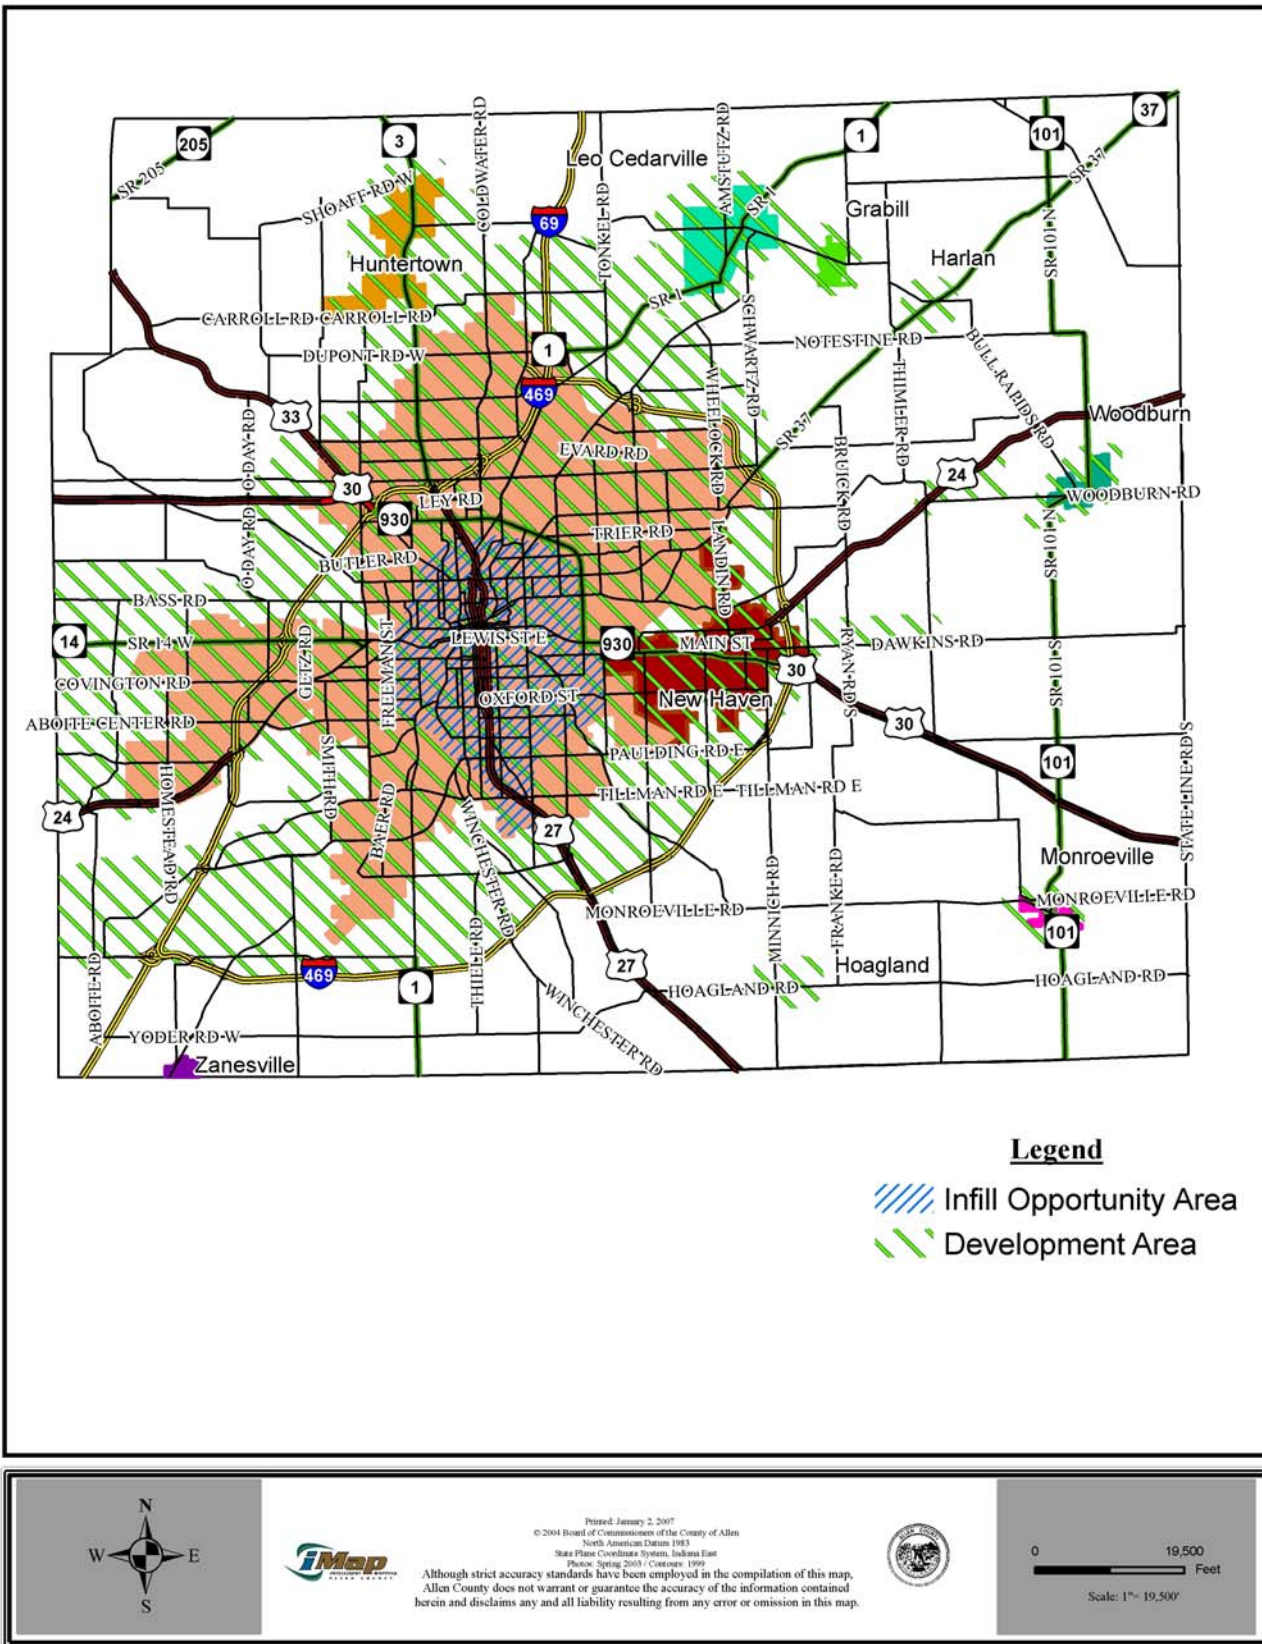 205
3
1
101
37
COLDWATER RD
AMSTUTZ RD
Leo Cedarville
SR 205
SHOAFF RD W
69
TONKEL RD
SR 1
SR 37
Grabill
Huntertown
Harlan
SR 101 N
SR 1
CARROLL RD CARROLL RD
DUPONT RD W
1
SCHWARTZ RD
NOTESTINE RD
BULL RAPIDS RD
THIMLER RD
469
33
WHEELOCK RD
Woodburn
O DAY RD O DAY RD
EVARD RD
SR 37
BRUICK RD
24
30
LEY RD
WOODBURN RD
930
TRIER RD
LANDIN RD
N 101 SR
BUTLER RD
BASS RD
14
SR 14 W
LEWIS ST E
930
MAIN ST
DAWKINS RD
GETZ RD
FREEMAN ST
RYAN RD S
30
SR 101 S
COVINGTON RD
OXFORD ST
New Haven
ABOITE CENTER RD
30
STATE LINE RD S
SMITH RD
PAULDING RD E
101
HOMESTEAD RD
BAER RD
TILLMAN RD E TILLMAN RD E
24
WINCHESTER RD
27
Monroeville
MINNICH RD
FRANKE RD
MONROEVILLE RD
MONROEVILLE RD
101
THIELE RD
ABOITE RD
469
1
27
Hoagland
HOAGLAND RD
HOAGLAND RD
WINCHESTER RD
YODER RD W
Zanesville
Legend
Infill Opportunity Area
Development Area
N
W E
S
iMap
Printed: January 2, 2007
© 2004 Board of Commissioners of the County of Allen
North American Datum 1983
State Plane Coordinate System, Indiana East
Photos: Spring 2003 / Contours: 1999
Although strict accuracy standards have been employed in the compilation of this map,
Allen County does not warrant or guarantee the accuracy of the information contained
herein and disclaims any and all liability resulting from any error or omission in this map.
ALLEN COUNTY
0 19,500
Feet
Scale: 1"= 19,500'